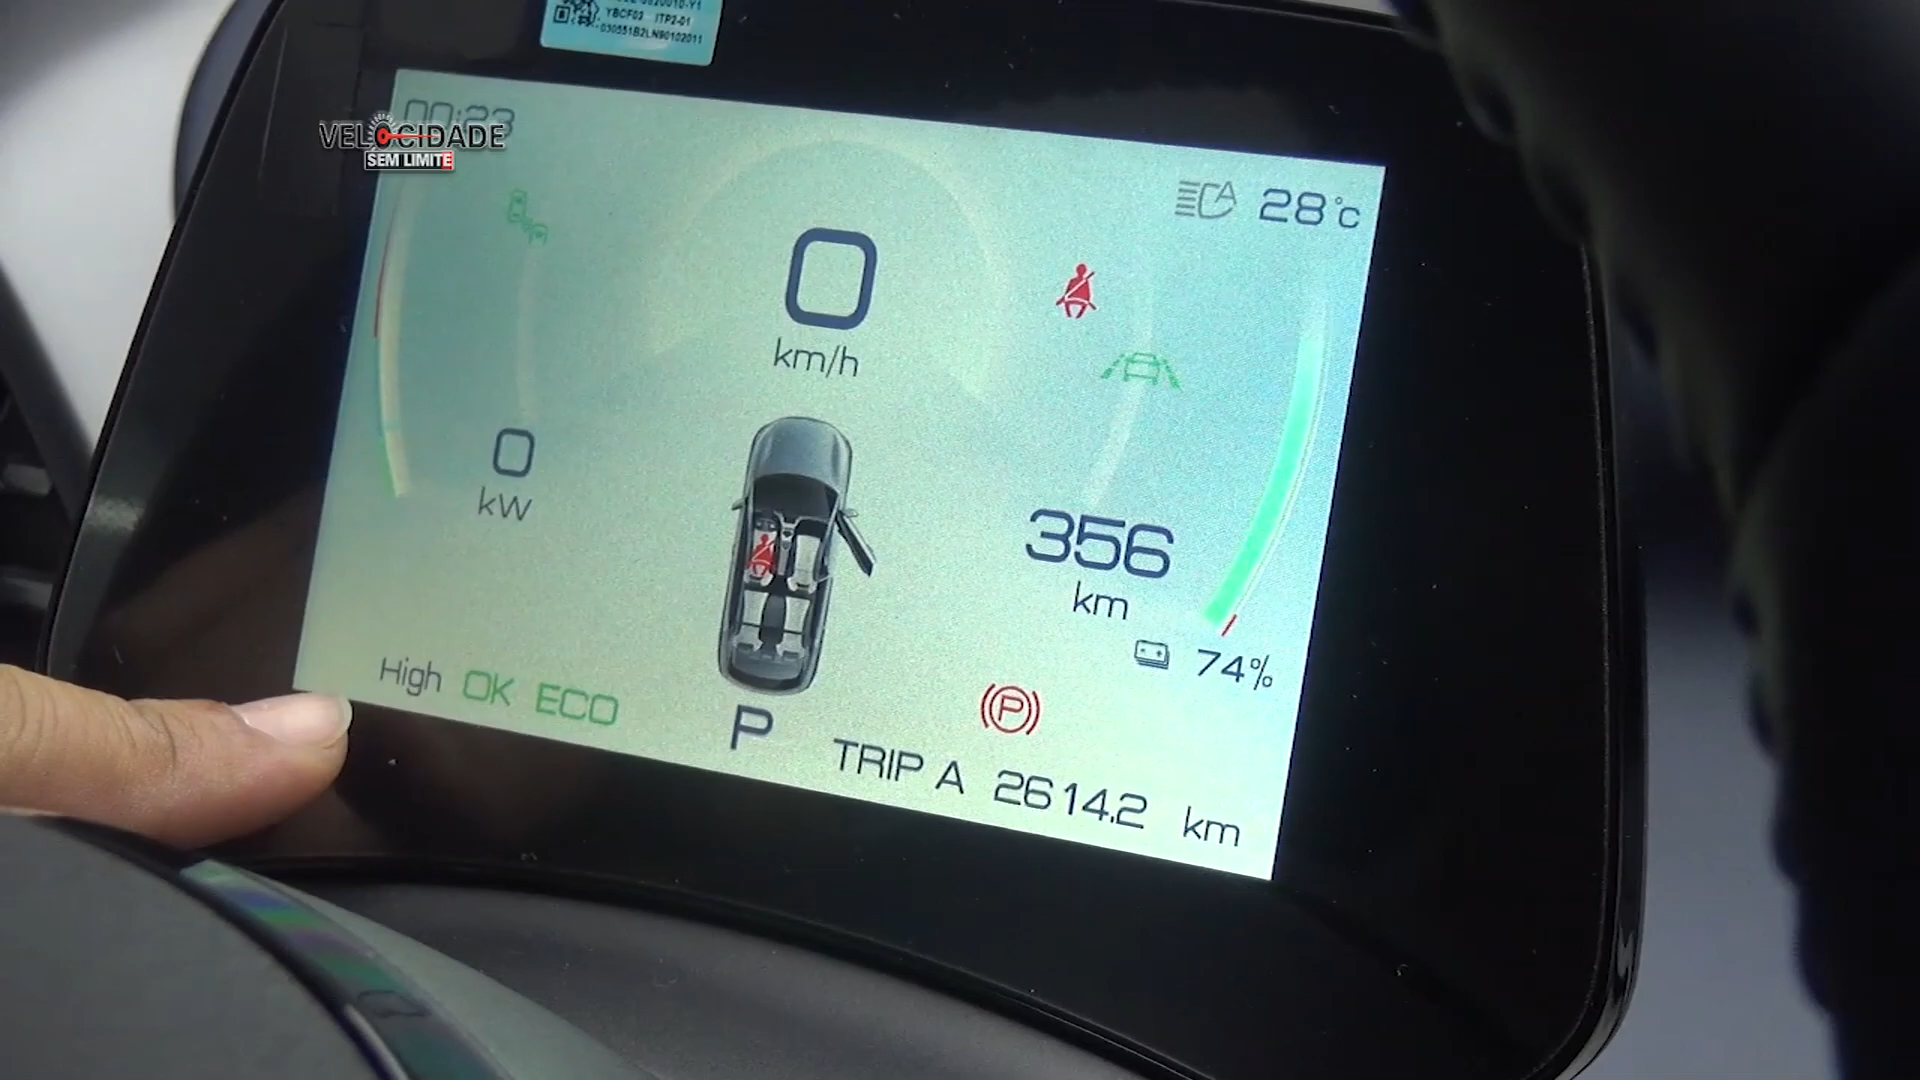 YBCF02 ITP2-01
00:23
VELOCIDADE
SEM LIMITE
A 28°C
0
km/h
0
kW
356
km
74%
High OK ECO
P
P
TRIP A 2614.2 km